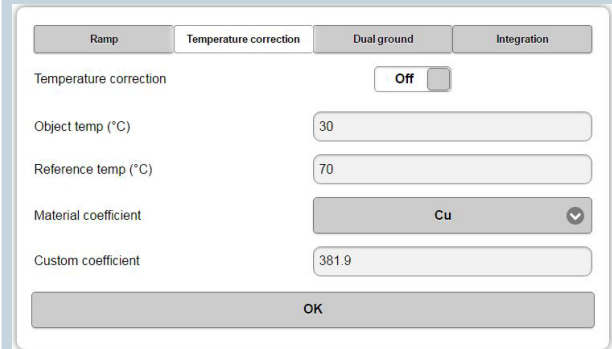 Ramp Temperature correction Dual ground Integration
Temperature correction Off
Object temp (°C) 30
Reference temp (°C) 70
Material coefficient Cu
Custom coefficient 381.9
OK